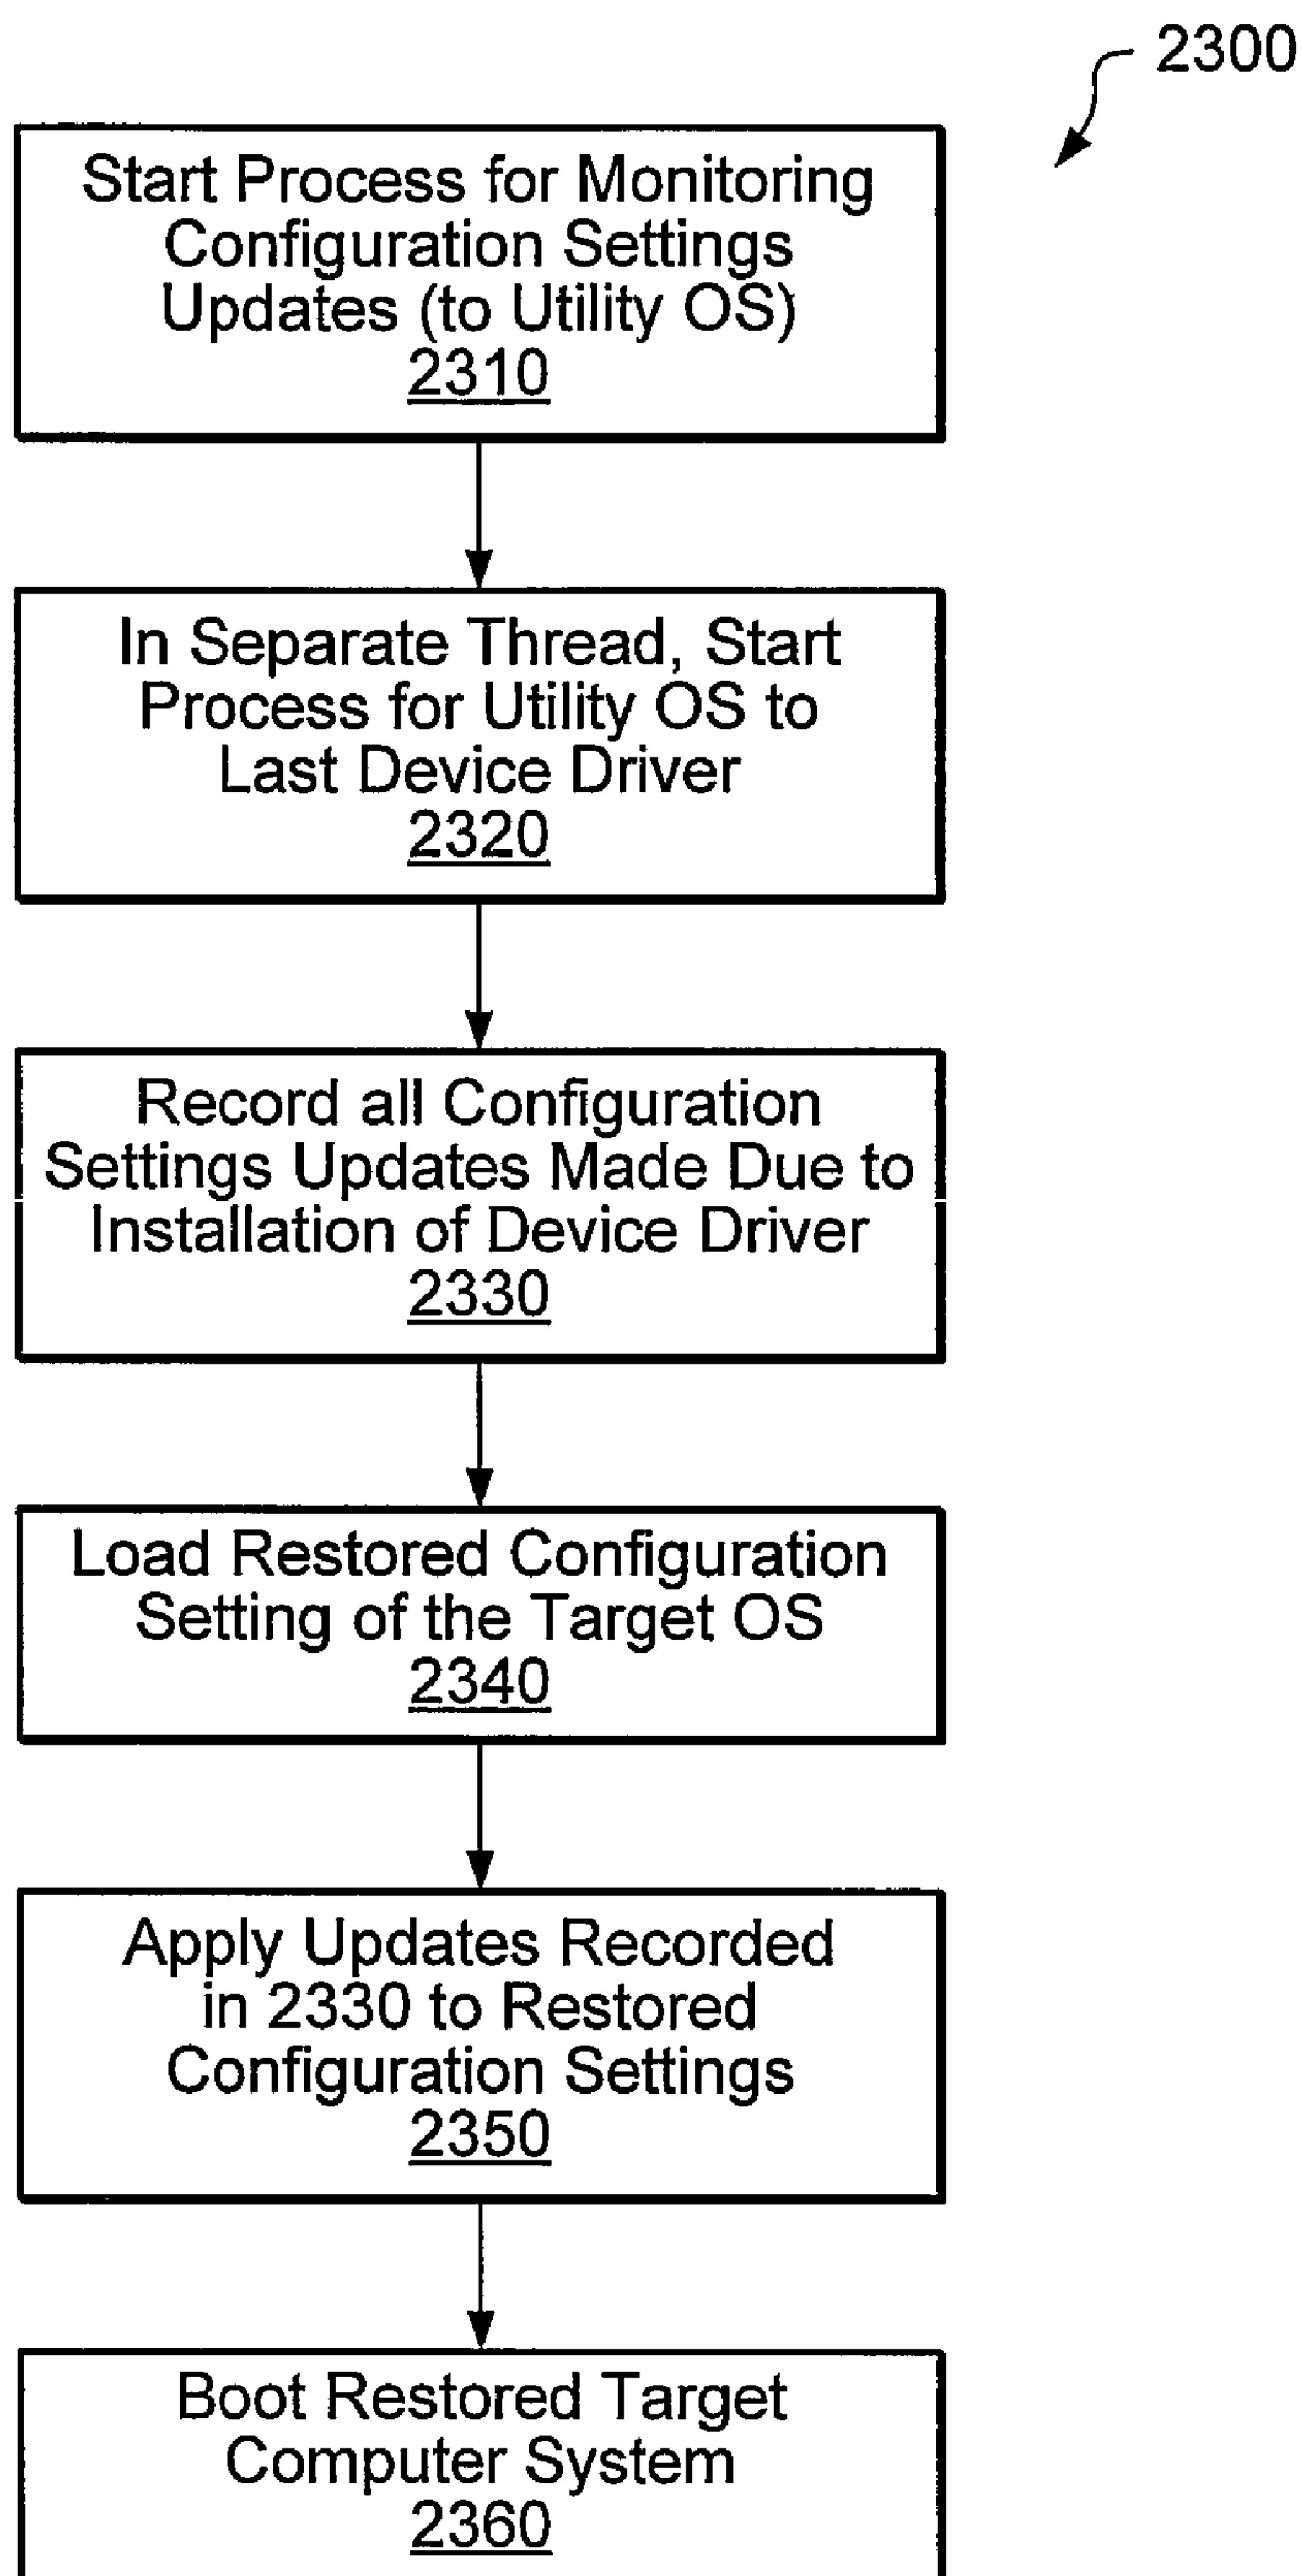 2300
Start Process for Monitoring
Configuration Settings
Updates (to Utility OS)
2310
In Separate Thread, Start
Process for Utility OS to
Last Device Driver
2320
Record all Configuration
Settings Updates Made Due to
Installation of Device Driver
2330
Load Restored Configuration
Setting of the Target OS
2340
Apply Updates Recorded
in 2330 to Restored
Configuration Settings
2350
Boot Restored Target
Computer System
2360